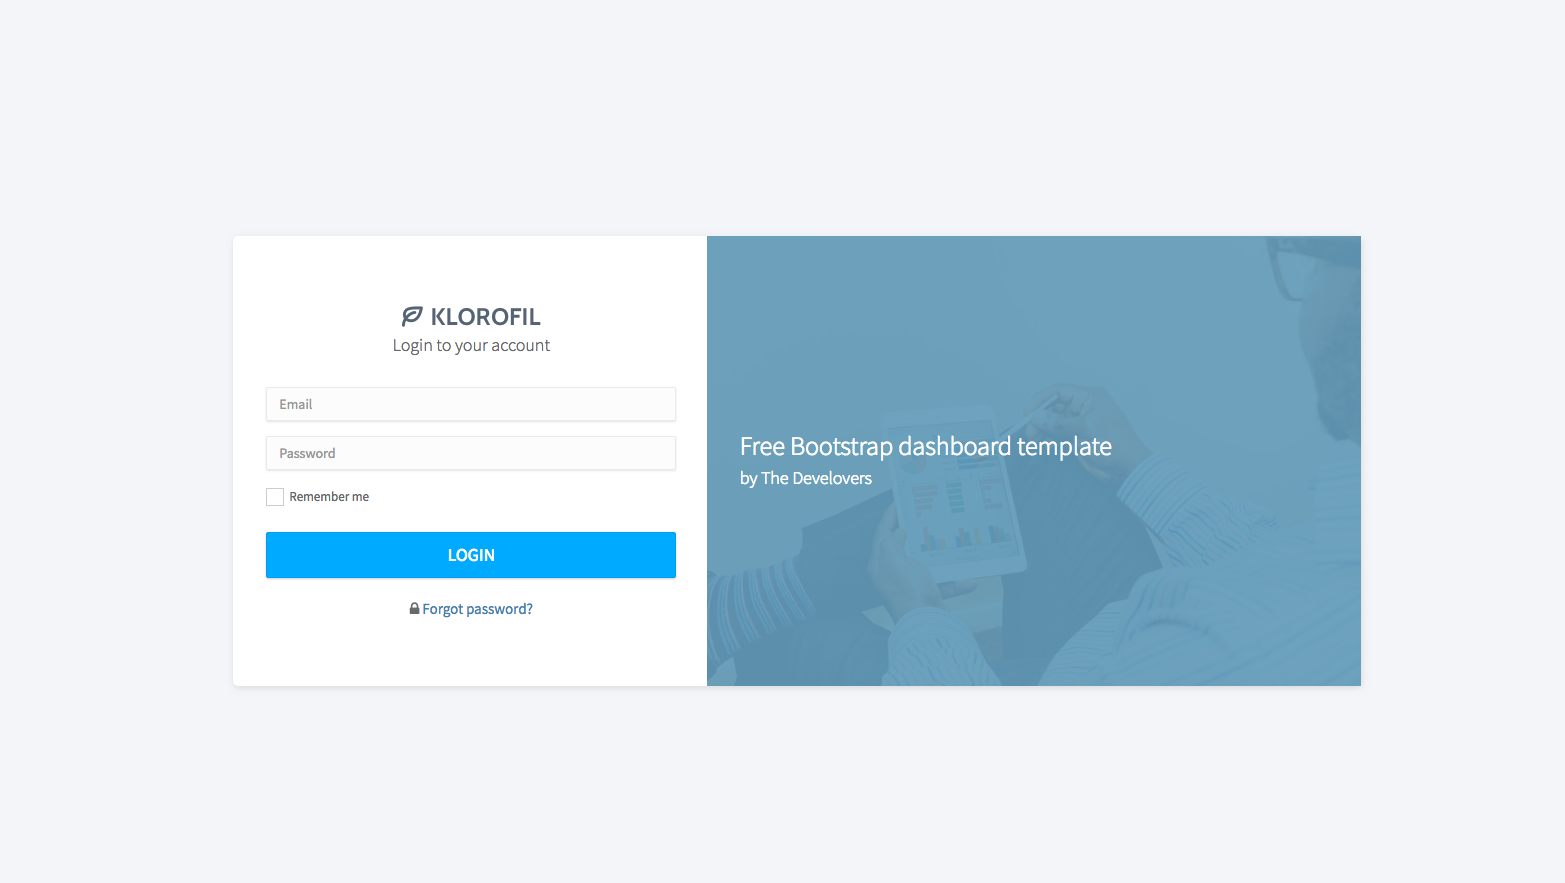 KLOROFIL
Login to your account
Email
Password
Remember me
LOGIN
Forgot password?
Free Bootstrap dashboard template
by The Develovers